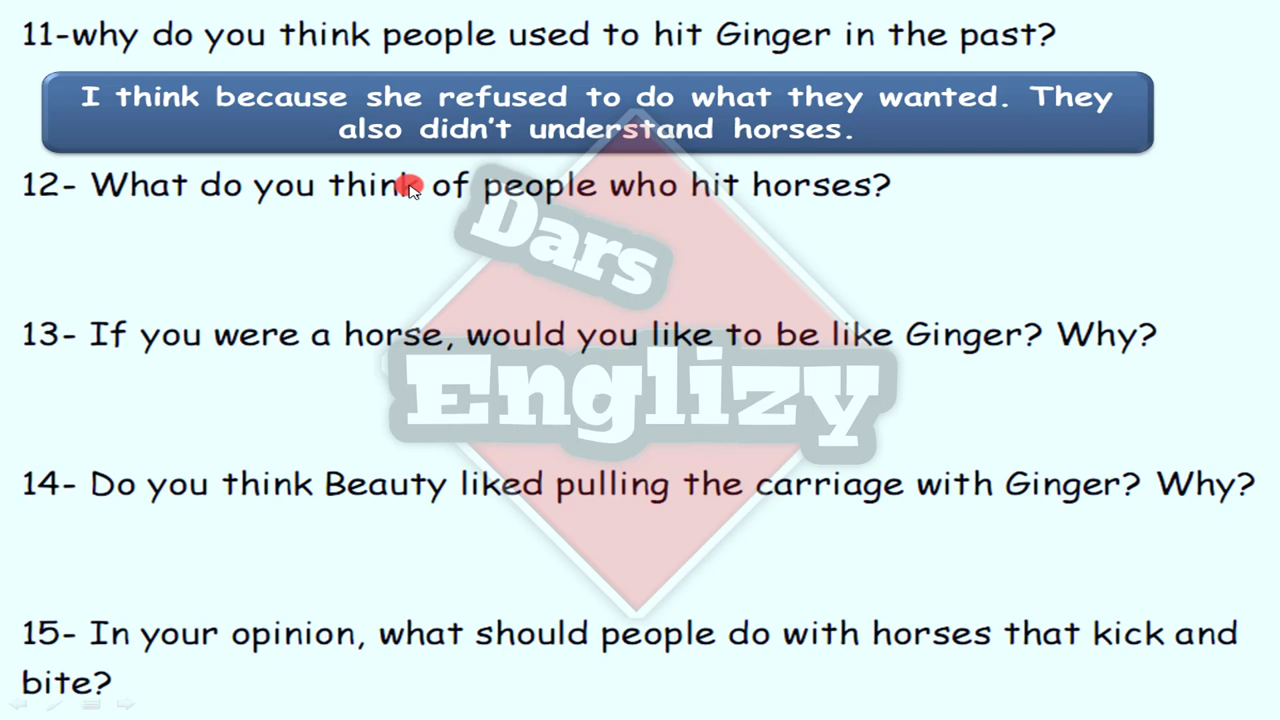 11-why do you think people used to hit Ginger in the past?
I think because she refused to do what they wanted. They
also didn't understand horses.
12- What do you think of people who hit horses?
Dars
13- If you were a horse, would you like to be like Ginger? Why?
Englizy
14- Do you think Beauty liked pulling the carriage with Ginger? Why?
15- In your opinion, what should people do with horses that kick and
bite?